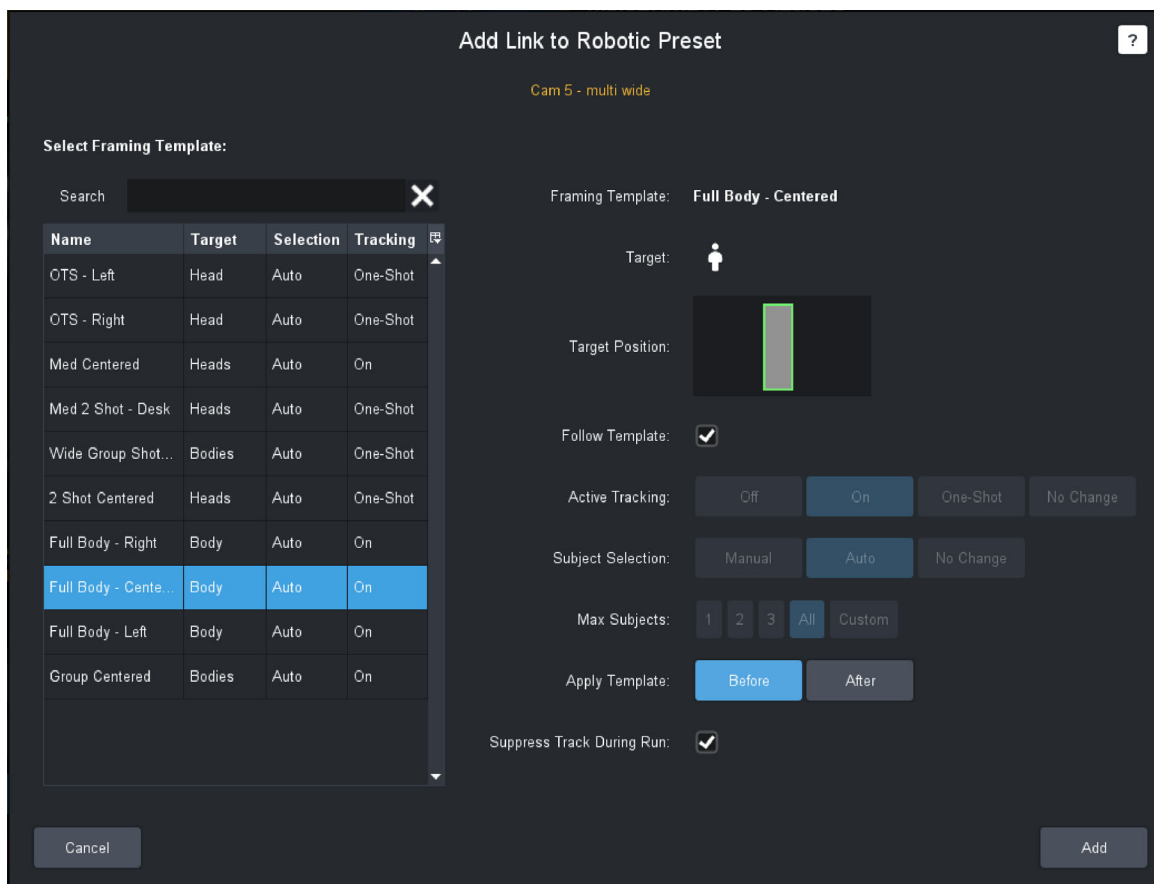 Add Link to Robotic Preset
?
Cam 5 - multi wide
Select Framing Template:
Search
Name Target Selection Tracking
OTS - Left Head Auto One-Shot
OTS - Right Head Auto One-Shot
Med Centered Heads Auto On
Med 2 Shot - Desk Heads Auto One-Shot
Wide Group Shot... Bodies Auto One-Shot
2 Shot Centered Heads Auto One-Shot
Full Body - Right Body Auto On
Full Body - Cente... Body Auto On
Full Body - Left Body Auto On
Group Centered Bodies Auto On
Framing Template: Full Body - Centered
Target:
Target Position:
Follow Template:
Active Tracking: Off On One-Shot No Change
Subject Selection: Manual Auto No Change
Max Subjects: 1 2 3 All Custom
Apply Template: Before After
Suppress Track During Run:
Cancel Add